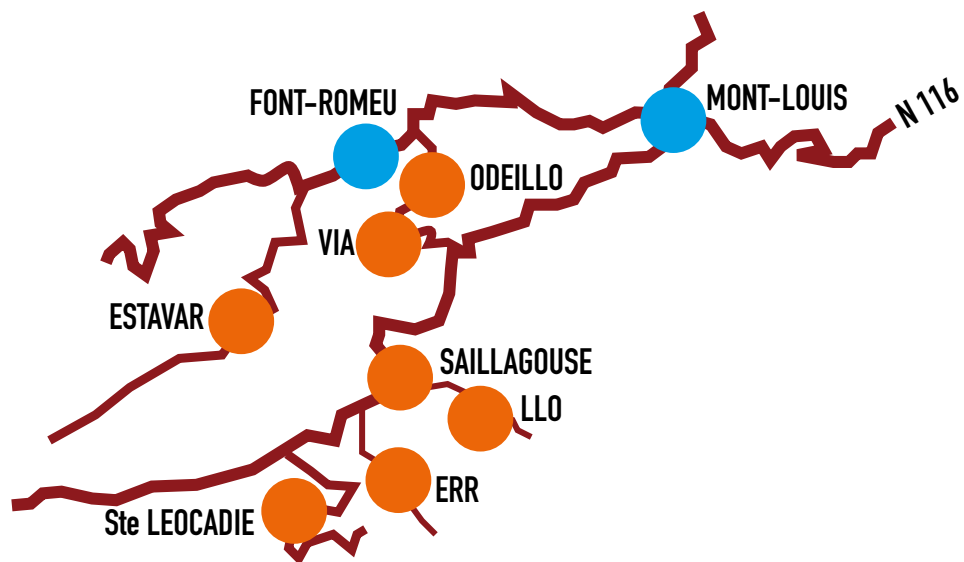 FONT-ROMEU
MONT-LOUIS
N 116
ODEILLO
VIA
ESTAVAR
SAILLAGOUSE
LLO
ERR
Ste LEOCADIE